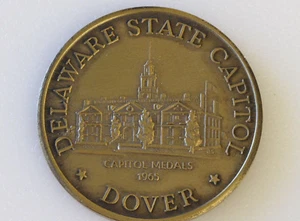 DELAWARE STATE CAPITOL
CAPITOL MEDALS
1965
★ DOVER ★